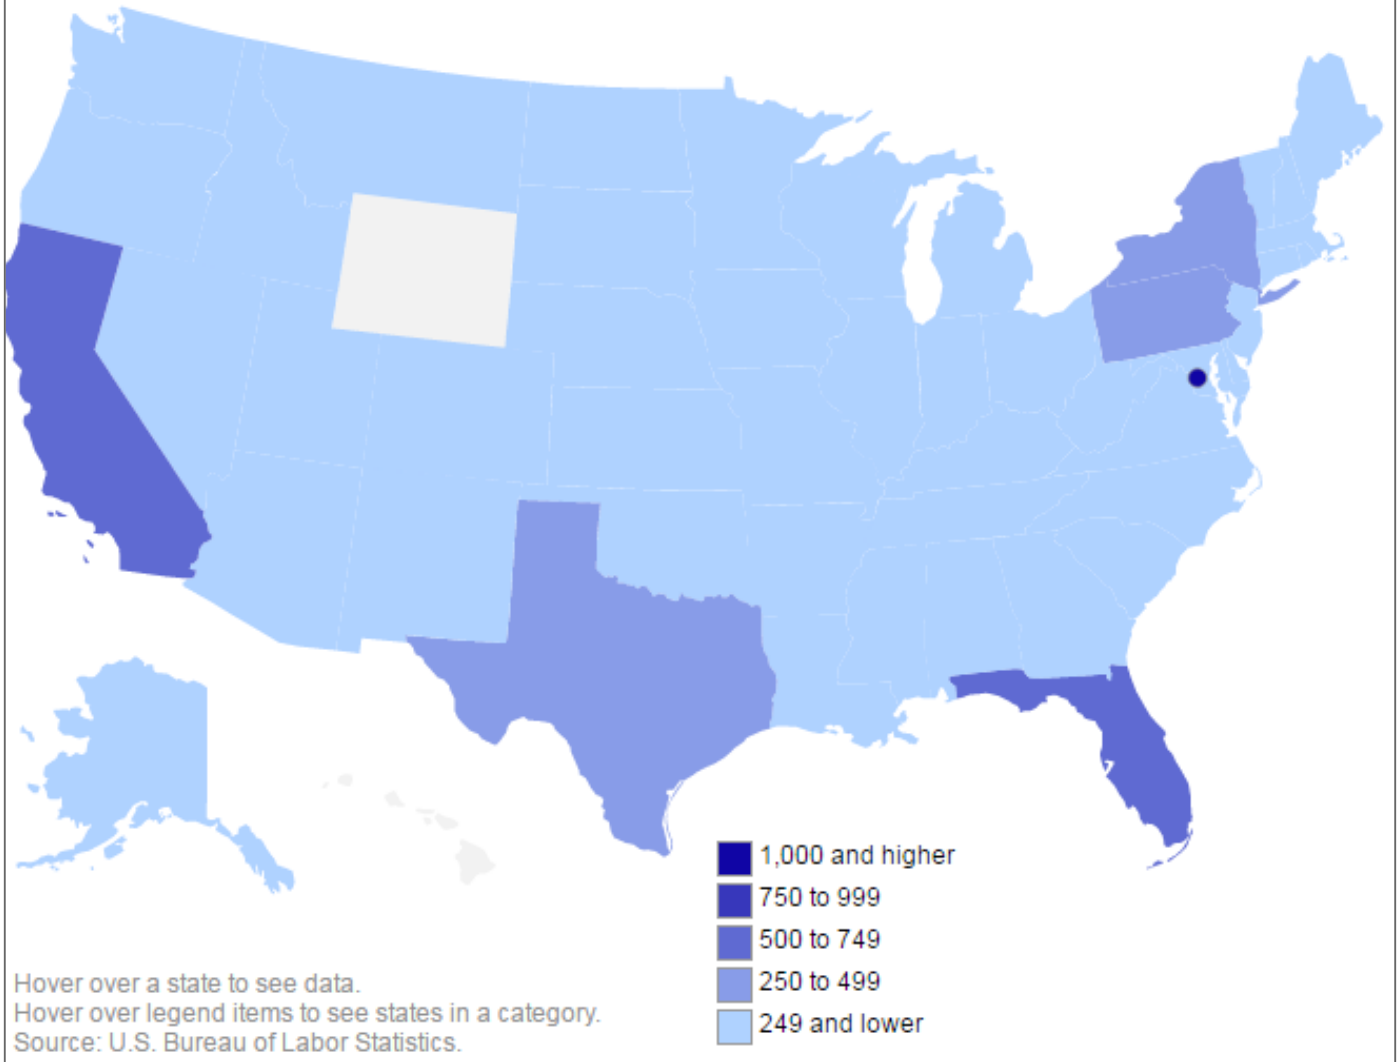 1,000 and higher
750 to 999
500 to 749
250 to 499
249 and lower
Hover over a state to see data.
Hover over legend items to see states in a category.
Source: U.S. Bureau of Labor Statistics.